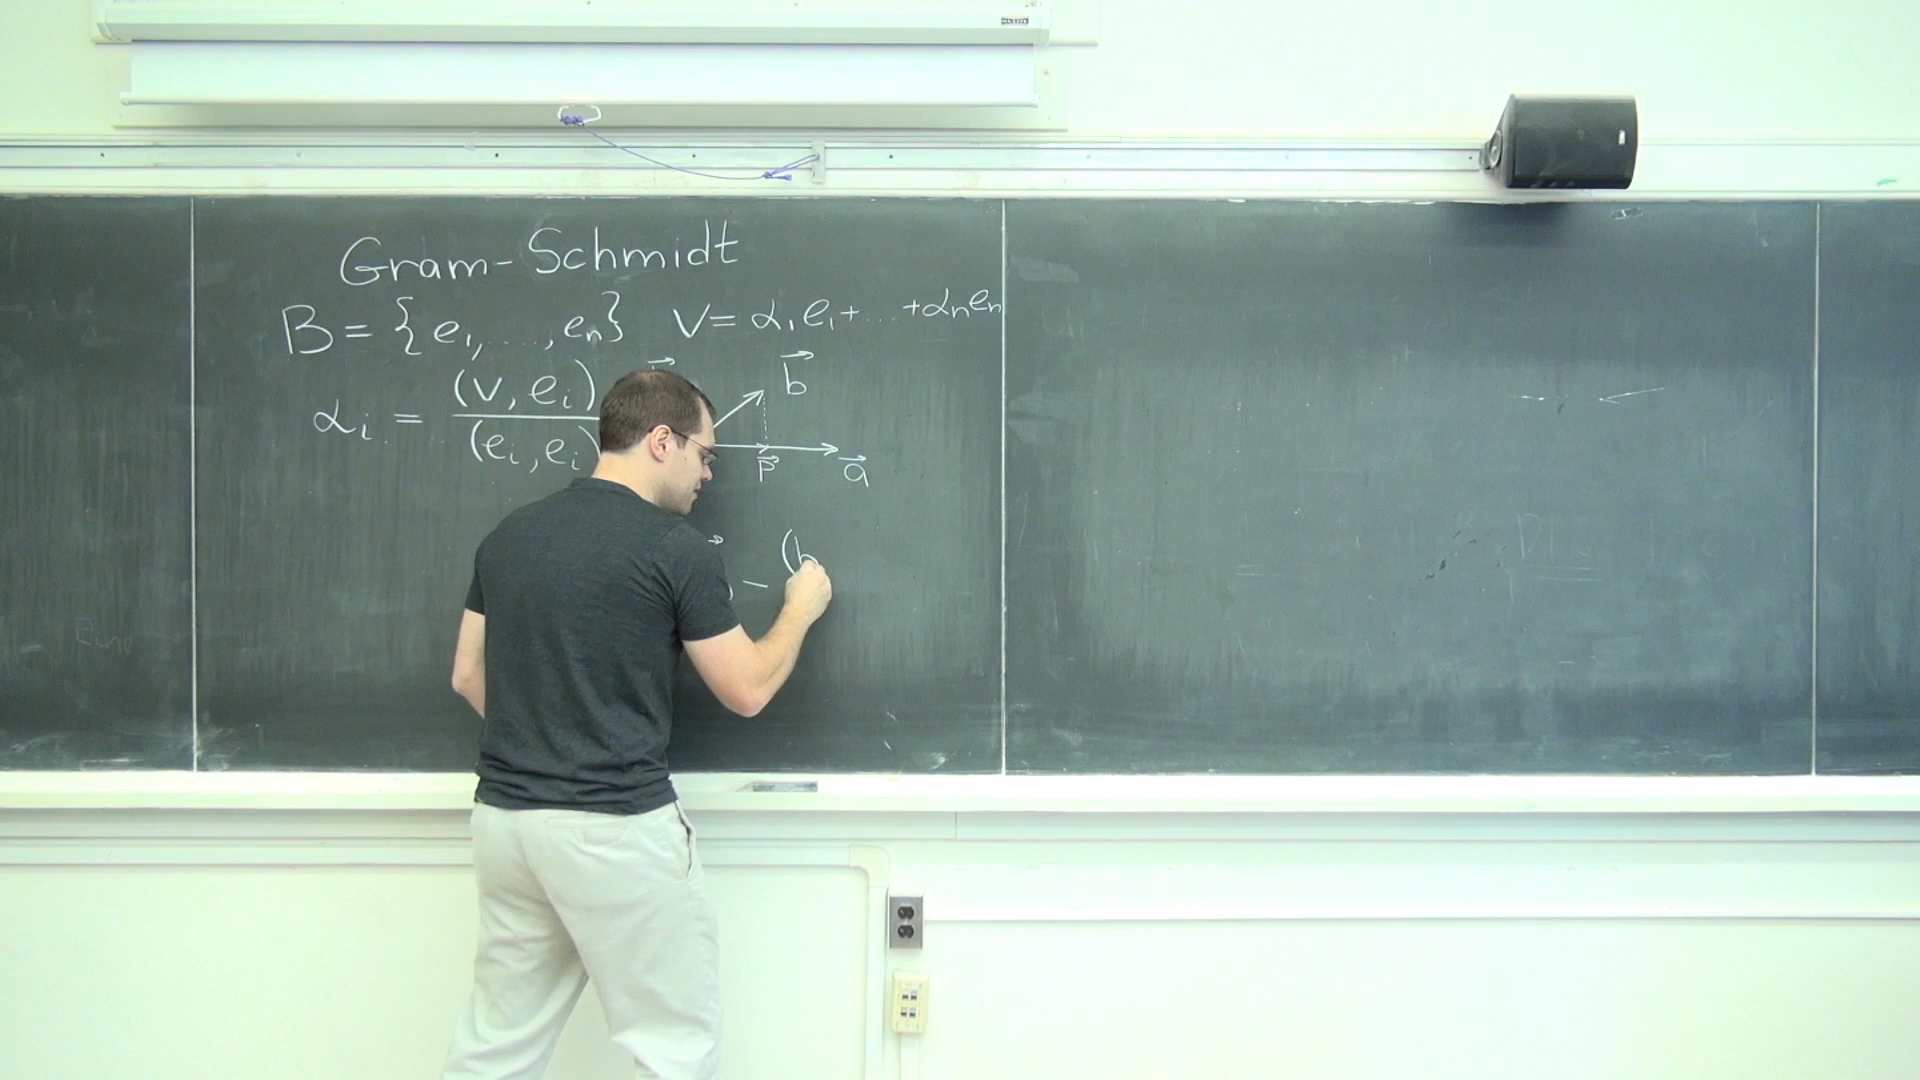 Gram-Schmidt
B = {e₁, ..., eₙ} V = α₁e₁ + ... + αₙeₙ
αᵢ = (v, eᵢ) / (eᵢ, eᵢ)
b⃗
p⃗ a⃗
− (b